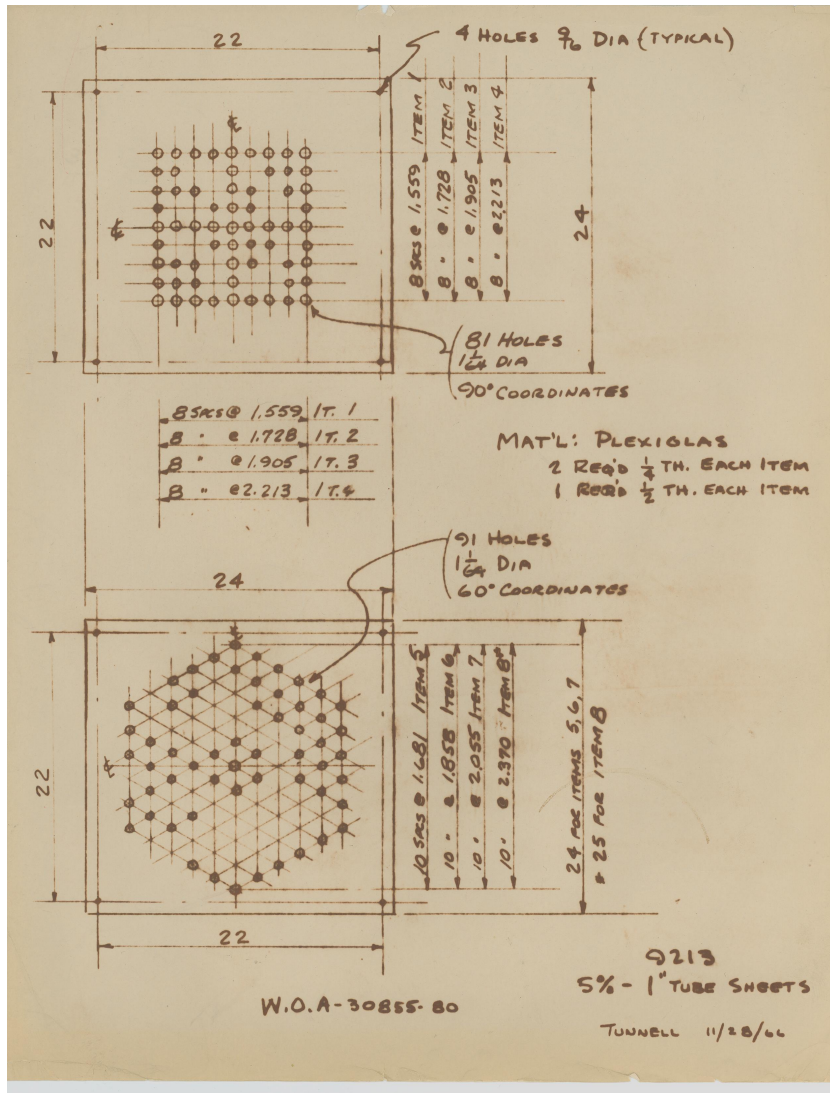 22
4 HOLES 9/16 DIA (TYPICAL)
℄
22
℄
8 SPCS @ 1.559 ITEM 1
8 " @ 1.728 ITEM 2
8 " @ 1.905 ITEM 3
8 " @ 2.213 ITEM 4
24
81 HOLES
1 1/64 DIA
90° COORDINATES
8 SPCS @ 1.559 IT. 1
8 " @ 1.728 IT. 2
8 " @ 1.905 IT. 3
8 " @ 2.213 IT. 4
MAT'L: PLEXIGLAS
2 REQ'D 1/4 TH. EACH ITEM
1 REQ'D 1/2 TH. EACH ITEM
91 HOLES
1 1/64 DIA
60° COORDINATES
24
℄
22
℄
10 SPCS @ 1.681 ITEM 5
10 " @ 1.858 ITEM 6
10 " @ 2.055 ITEM 7
10 " @ 2.370 ITEM 8*
24 FOR ITEMS 5,6,7
* 25 FOR ITEM 8
22
9213
5% - 1" TUBE SHEETS
W.O.A-30855-80
TUNNELL 11/28/66